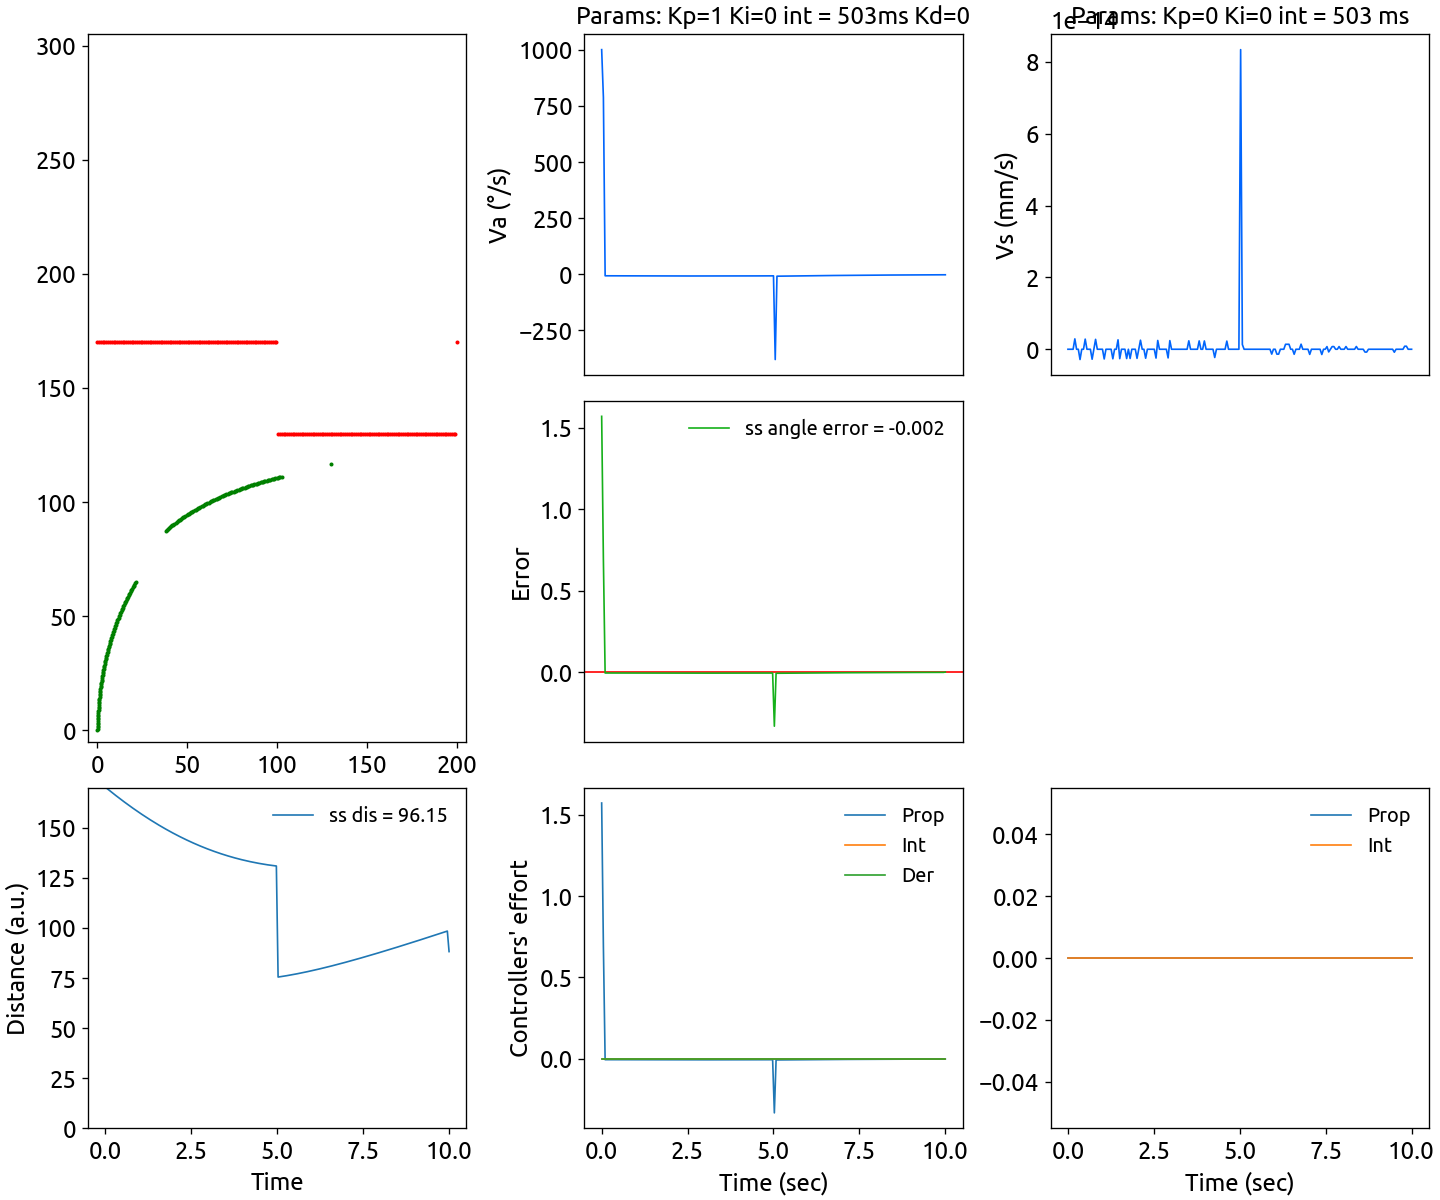 Params: Kp=1 Ki=0 int = 503ms Kd=0
1e−14
Params: Kp=0 Ki=0 int = 503 ms
300
250
200
150
100
50
0
0 50 100 150 200
Va (°/s)
1000
750
500
250
0
−250
Vs (mm/s)
8
6
4
2
0
Error
1.5
1.0
0.5
0.0
ss angle error = -0.002
Distance (a.u.)
150
125
100
75
50
25
0
ss dis = 96.15
0.0 2.5 5.0 7.5 10.0
Time
Controllers' effort
1.5
1.0
0.5
0.0
Prop
Int
Der
0.0 2.5 5.0 7.5 10.0
Time (sec)
0.04
0.02
0.00
−0.02
−0.04
Prop
Int
0.0 2.5 5.0 7.5 10.0
Time (sec)